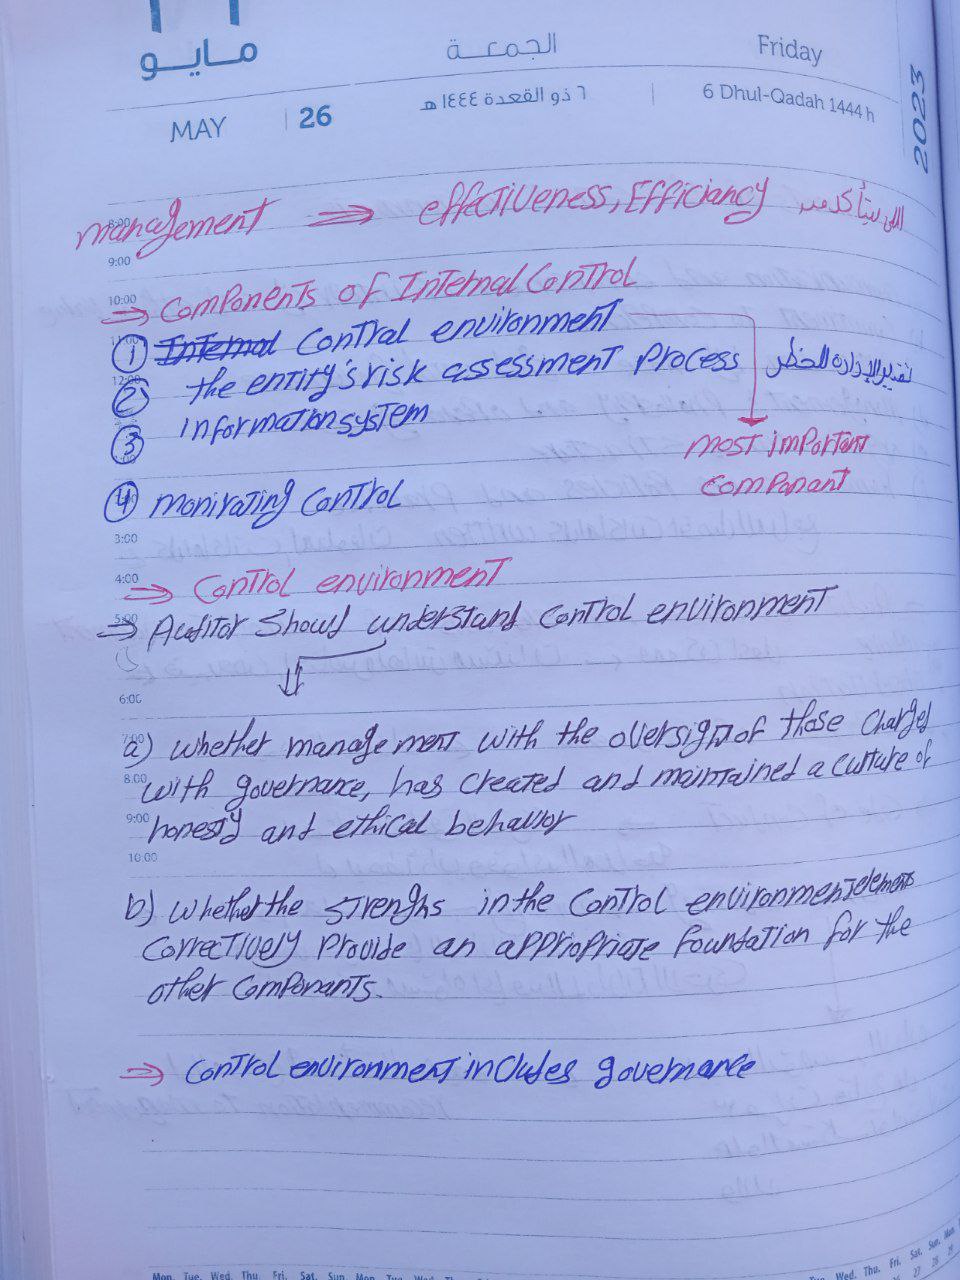 مايو
الجمعة
Friday
MAY 26
٦ ذو القعدة ١٤٤٤ هـ
6 Dhul-Qadah 1444 h
2023
management ⇒ effectiveness, Efficiancy اللى بيتأكد من
8:00
9:00
10:00
⇒ Components of Internal Control
11:00
① Internal Control environment
12:00
② the entity's risk assessment Process تقدير الإدارة للخطر
③ information system
most important
componant
④ monirating control
3:00
4:00
⇒ Control environment
5:00
⇒ Auditor Should understand Control environment
6:00
7:00
a) whether management with the oversignt of those charged
8:00
with governance, has created and maintained a culture of
9:00
honesty and ethical behavior
10:00
b) whether the strenghs in the control environment elements
correctively Provide an appriopriate foundation for the
other Componants.
⇒ Control environment includes governance
Mon. Tue. Wed. Thu. Fri. Sat. Sun. Mon. Tue. Wed.
Tue. Wed. Thu. Fri. Sat. Sun. Mon.
27 28 29